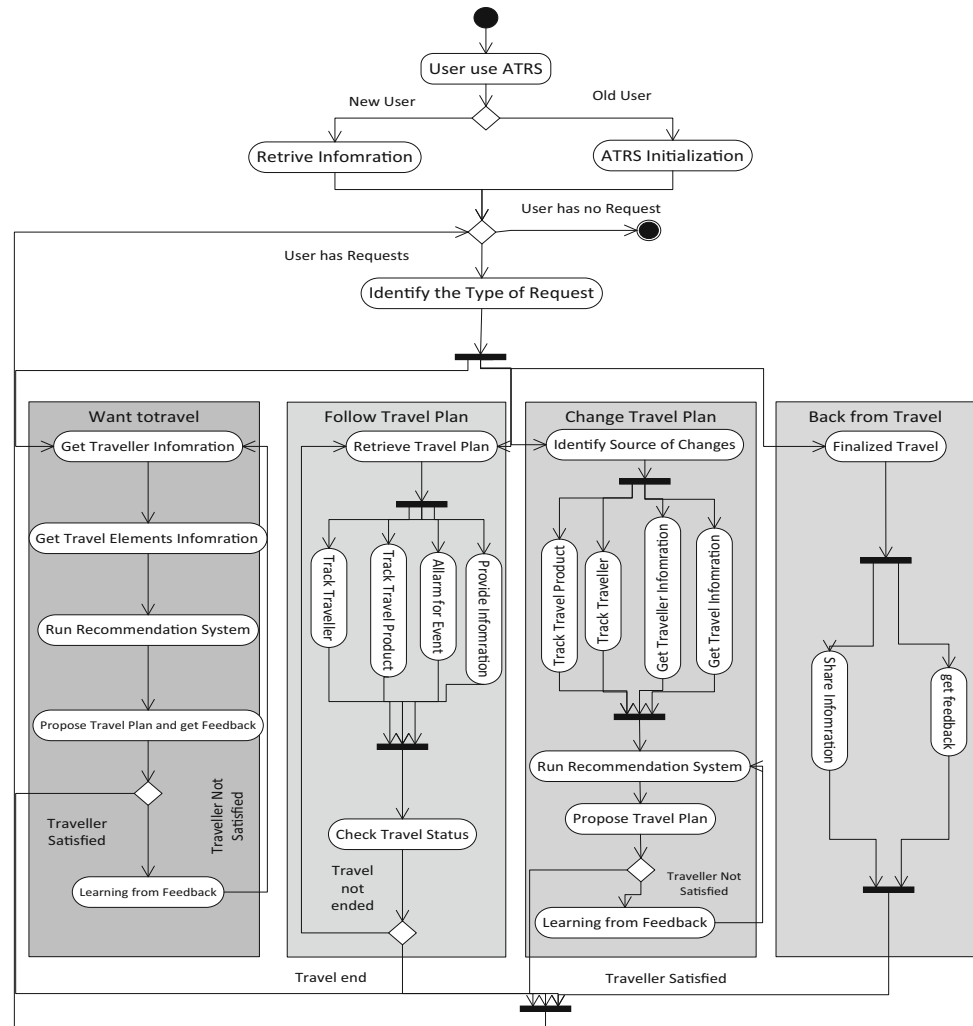 User use ATRS
New User
Old User
Retrive Infomration
ATRS Initialization
User has no Request
User has Requests
Identify the Type of Request
Want totravel
Get Traveller Infomration
Get Travel Elements Infomration
Run Recommendation System
Propose Travel Plan and get Feedback
Traveller
Satisfied
Traveller Not
Satisfied
Learning from Feedback
Follow Travel Plan
Retrieve Travel Plan
Track Traveller
Track Travel Product
Allarm for
Event
Provide Infomration
Check Travel Status
Travel
not
ended
Travel end
Change Travel Plan
Identify Source of Changes
Track Travel Product
Track Traveller
Get Traveller Infomration
Get Travel Infomration
Run Recommendation System
Propose Travel Plan
Traveller Not
Satisfied
Learning from Feedback
Traveller Satisfied
Back from Travel
Finalized Travel
Share Infomration
get feedback